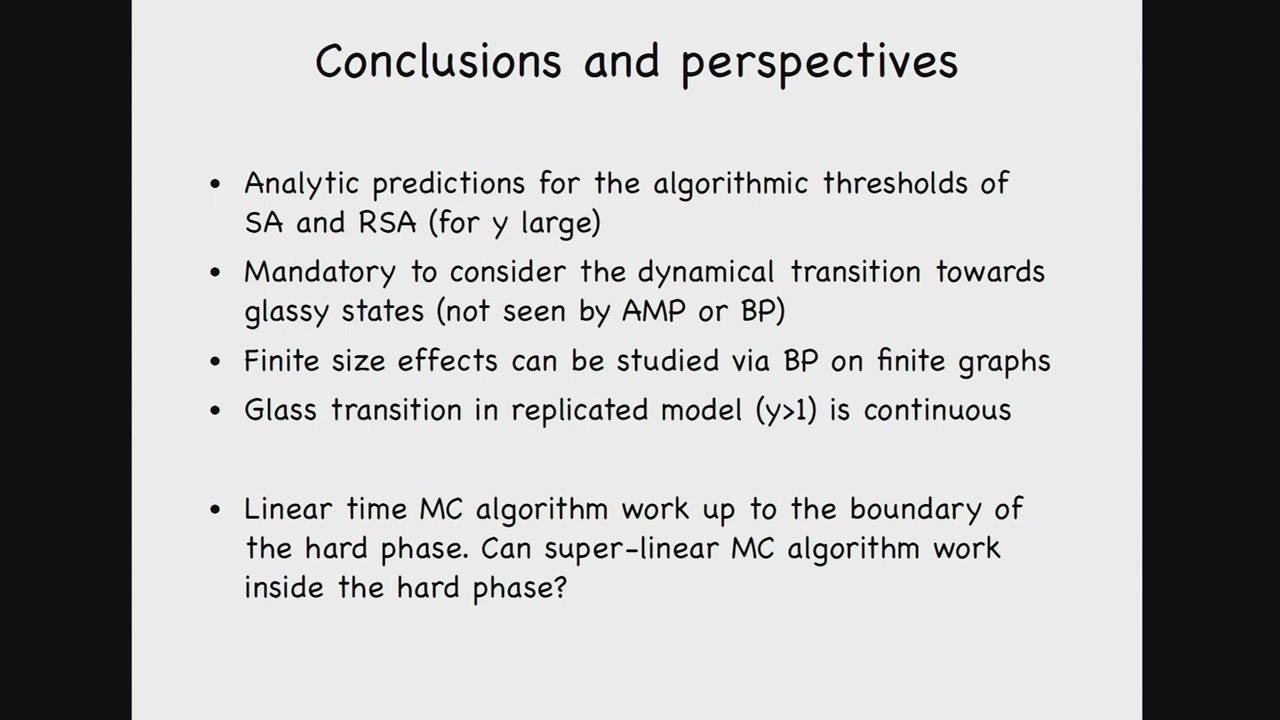 Conclusions and perspectives
• Analytic predictions for the algorithmic thresholds of
SA and RSA (for y large)
• Mandatory to consider the dynamical transition towards
glassy states (not seen by AMP or BP)
• Finite size effects can be studied via BP on finite graphs
• Glass transition in replicated model (y>1) is continuous
• Linear time MC algorithm work up to the boundary of
the hard phase. Can super-linear MC algorithm work
inside the hard phase?